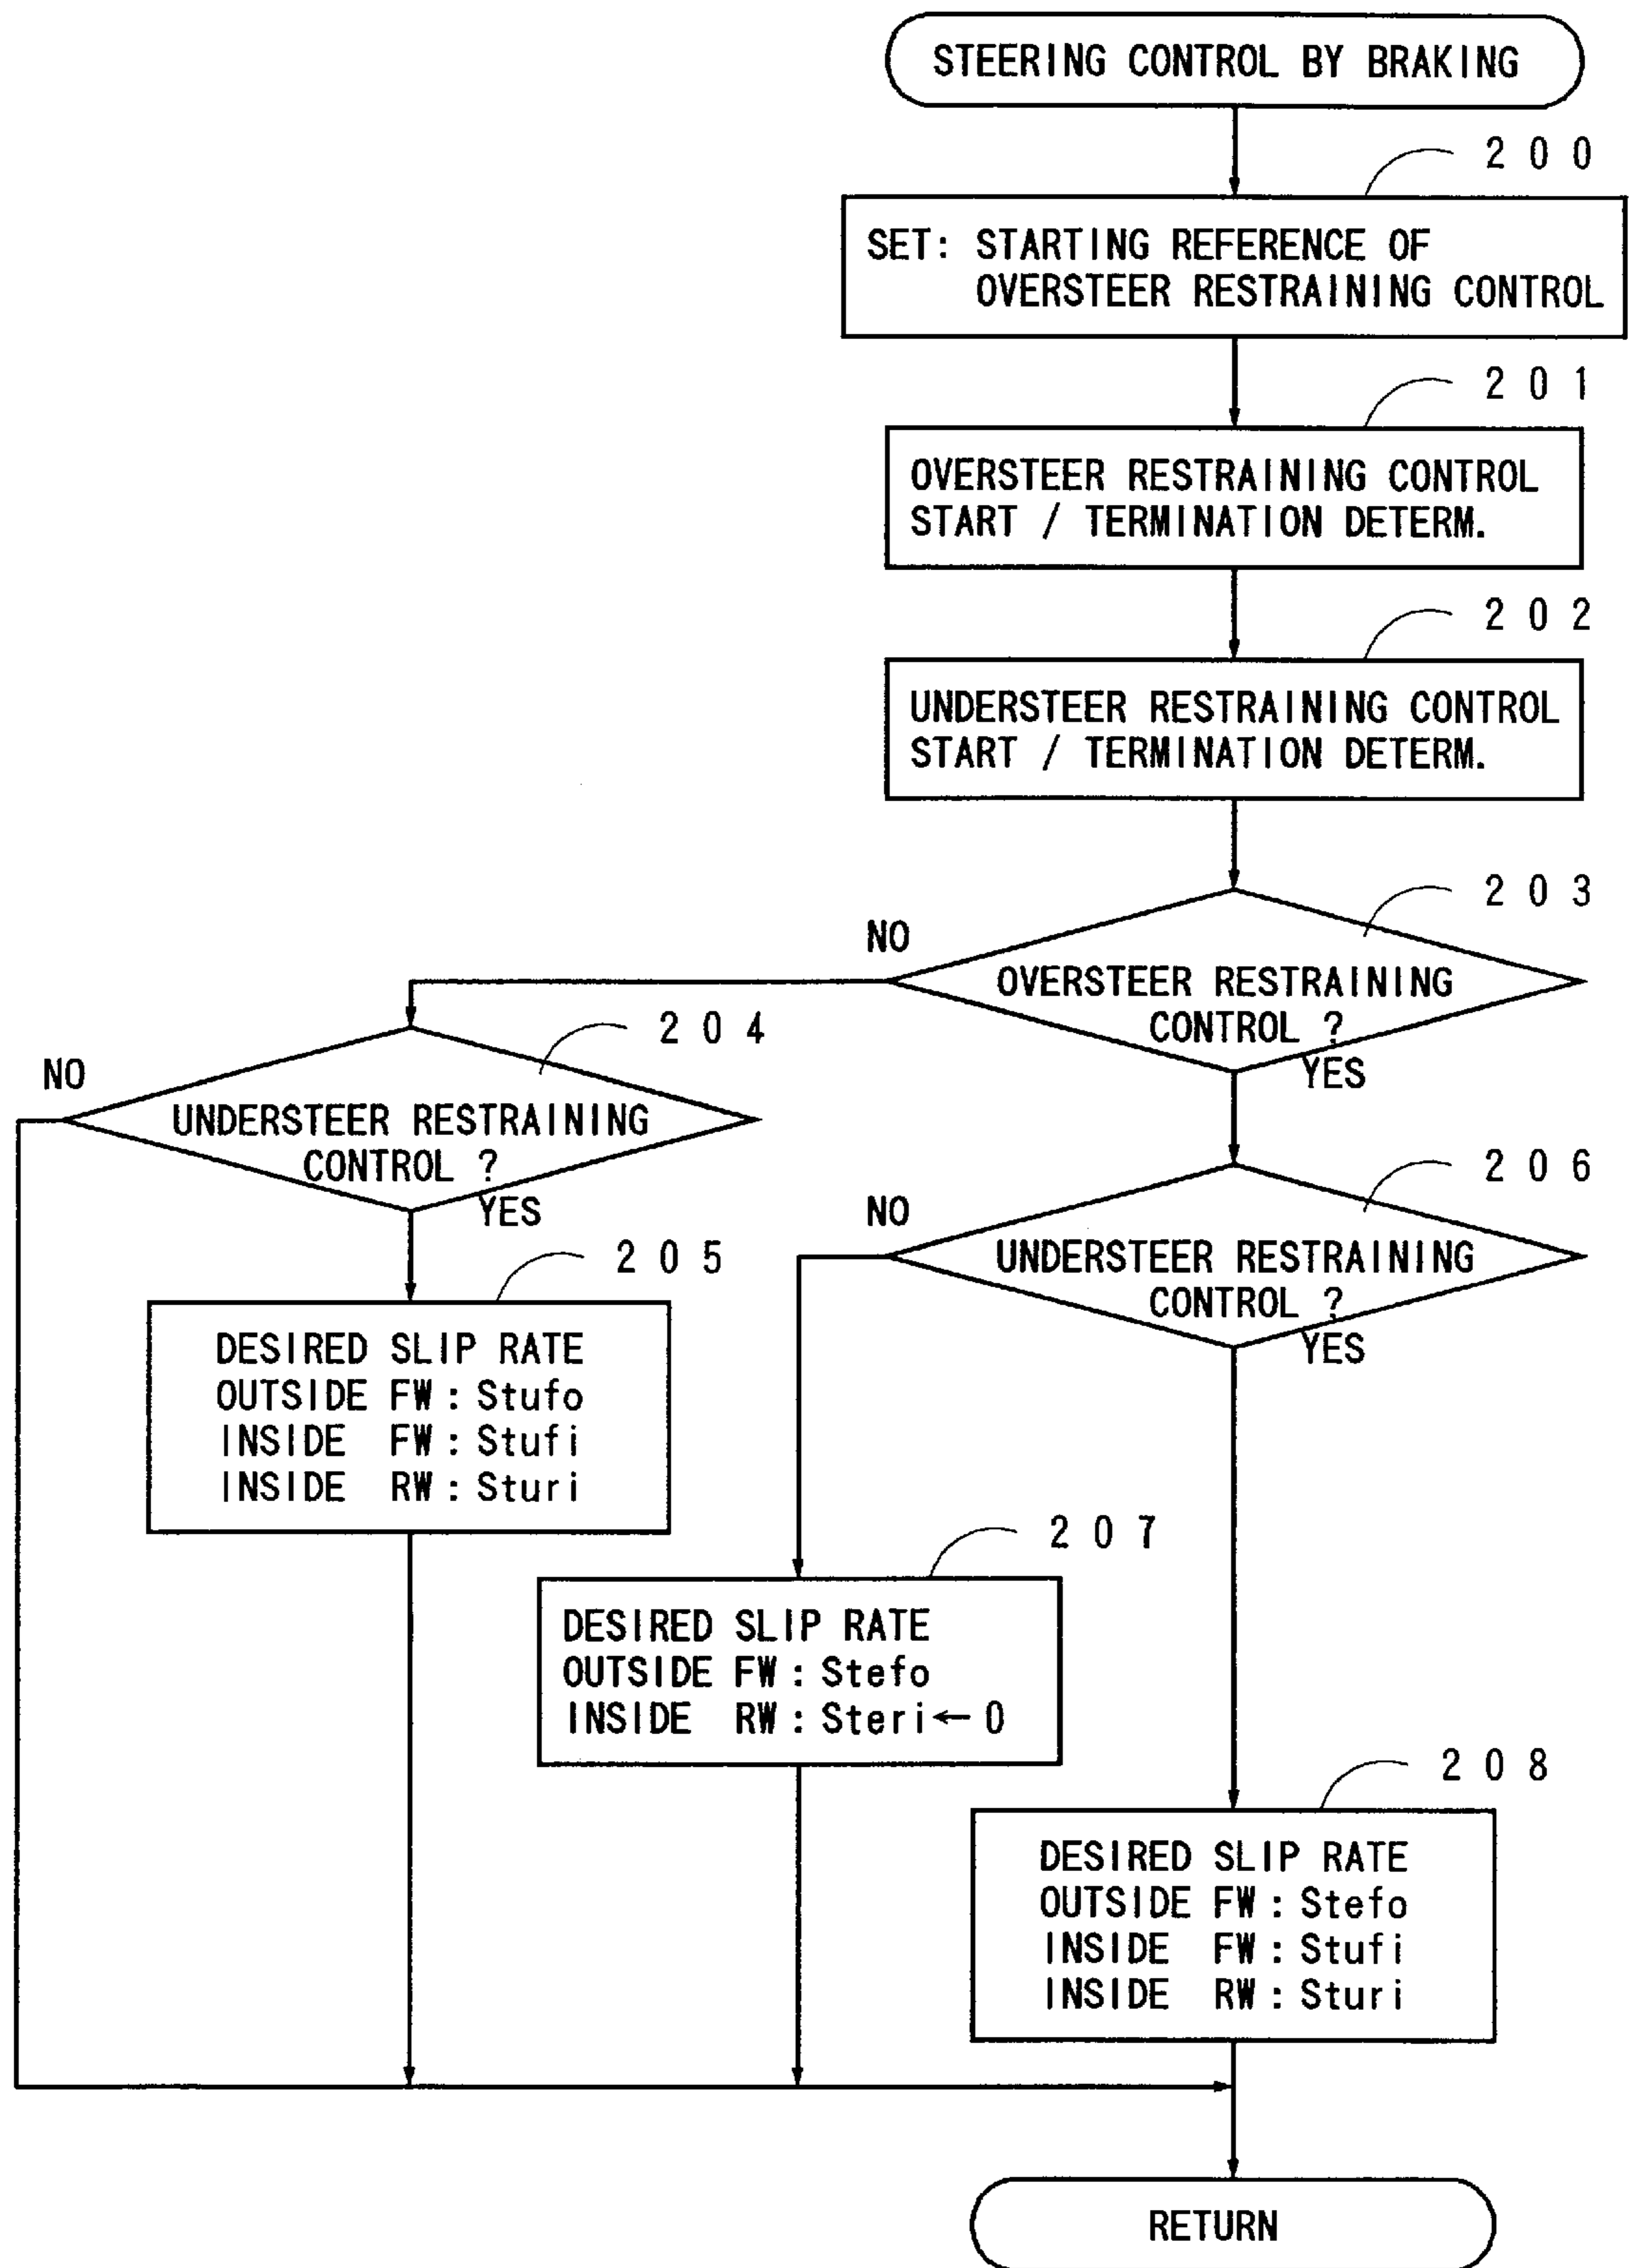 STEERING CONTROL BY BRAKING
200
SET: STARTING REFERENCE OF
OVERSTEER RESTRAINING CONTROL
201
OVERSTEER RESTRAINING CONTROL
START / TERMINATION DETERM.
202
UNDERSTEER RESTRAINING CONTROL
START / TERMINATION DETERM.
203
NO
OVERSTEER RESTRAINING
CONTROL ?
YES
204
NO
UNDERSTEER RESTRAINING
CONTROL ?
YES
206
NO
UNDERSTEER RESTRAINING
CONTROL ?
YES
205
DESIRED SLIP RATE
OUTSIDE FW : Stufo
INSIDE FW : Stufi
INSIDE RW : Sturi
207
DESIRED SLIP RATE
OUTSIDE FW : Stefo
INSIDE RW : Steri ← 0
208
DESIRED SLIP RATE
OUTSIDE FW : Stefo
INSIDE FW : Stufi
INSIDE RW : Sturi
RETURN